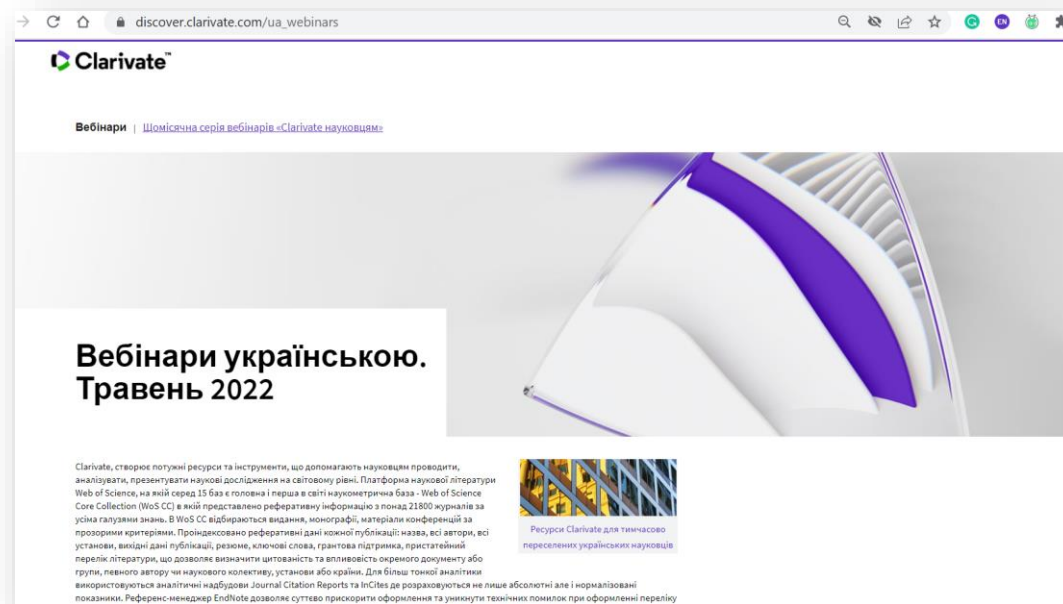 discover.clarivate.com/ua_webinars
EN
Clarivate™
Вебінари | Щомісячна серія вебінарів «Clarivate науковцям»
Вебінари українською.
Травень 2022
Clarivate, створює потужні ресурси та інструменти, що допомагають науковцям проводити,
аналізувати, презентувати наукові дослідження на світовому рівні. Платформа наукової літератури
Web of Science, на якій серед 15 баз є головна і перша в світі наукометрична база - Web of Science
Core Collection (WoS CC) в якій представлено реферативну інформацію з понад 21800 журналів за
усіма галузями знань. В WoS CC відбираються видання, монографії, матеріали конференцій за
прозорими критеріями. Проіндексовано реферативні дані кожної публікації: назва, всі автори, всі
установи, вихідні дані публікації, резюме, ключові слова, грантова підтримка, пристатейний
перелік літератури, що дозволяє визначити цитованість та впливовість окремого документу або
групи, певного автору чи наукового колективу, установи або країни. Для більш тонкої аналітики
використовуються аналітичні надбудови Journal Citation Reports та InCites де розраховуються не лише абсолютні але і нормалізовані
показники. Референс-менеджер EndNote дозволяє суттєво прискорити оформлення та уникнути технічних помилок при оформленні переліку
Ресурси Clarivate для тимчасово
переселених українських науковців